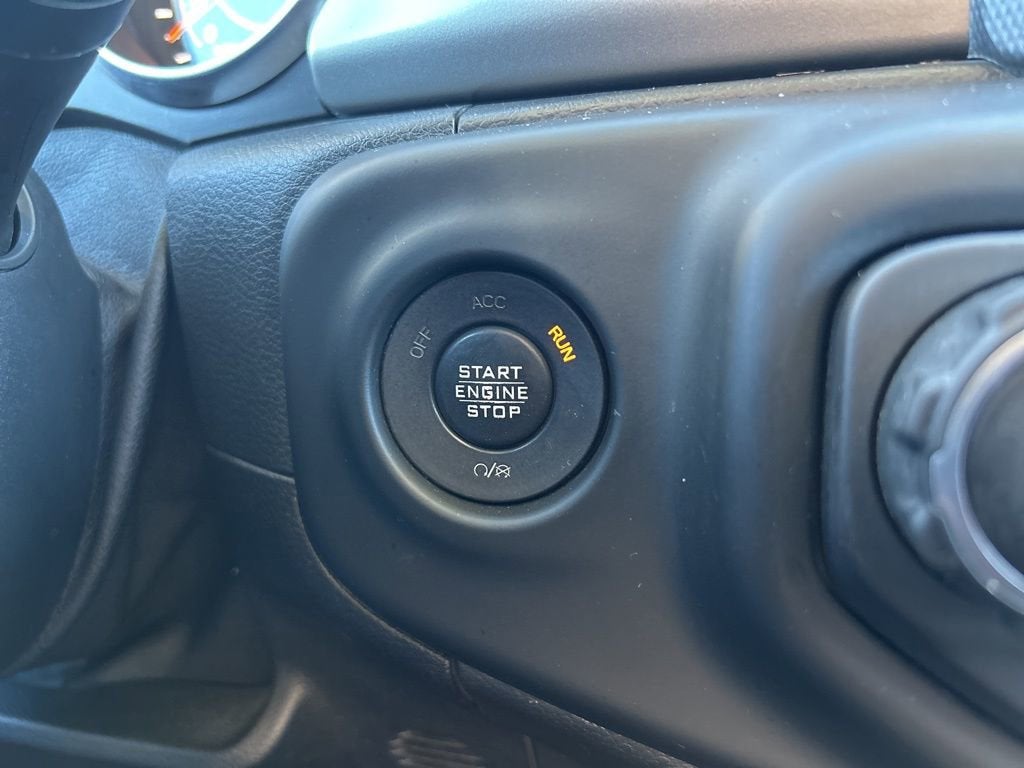 ACC
OFF
RUN
START
ENGINE
STOP